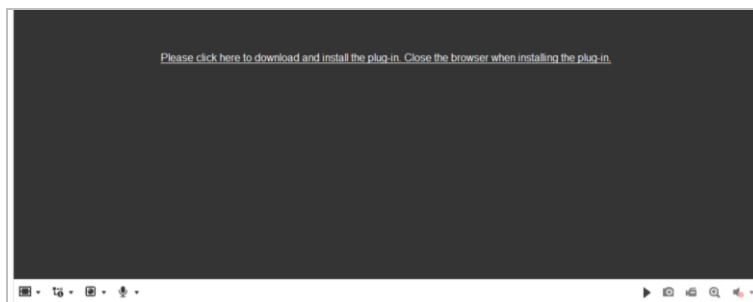 Please click here to download and install the plug-in. Close the browser when installing the plug-in.